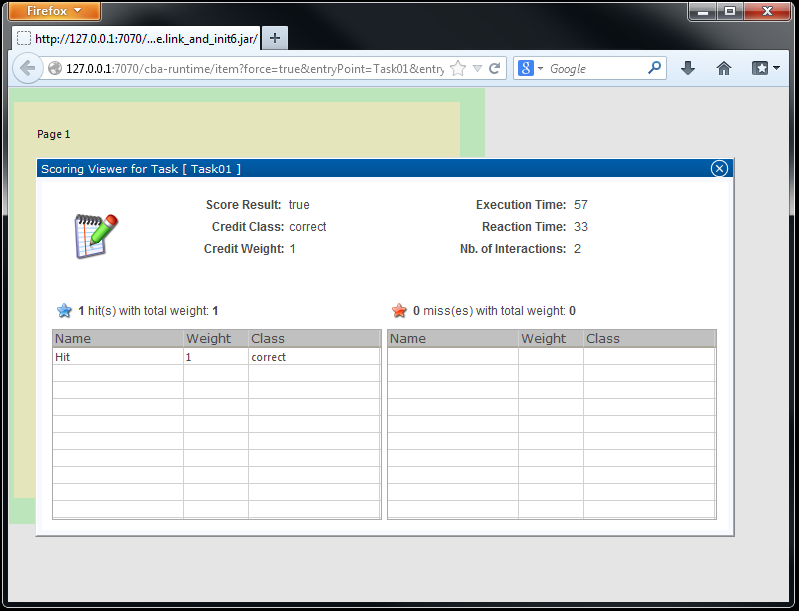 Firefox
http://127.0.0.1:7070/...e.link_and_init6.jar/
127.0.0.1:7070/cba-runtime/item?force=true&entryPoint=Task01&entry
Google
Page 1
Scoring Viewer for Task [ Task01 ]
Score Result: true
Execution Time: 57
Credit Class: correct
Reaction Time: 33
Credit Weight: 1
Nb. of Interactions: 2
1 hit(s) with total weight: 1
0 miss(es) with total weight: 0
Name Weight Class
Name Weight Class
Hit 1 correct